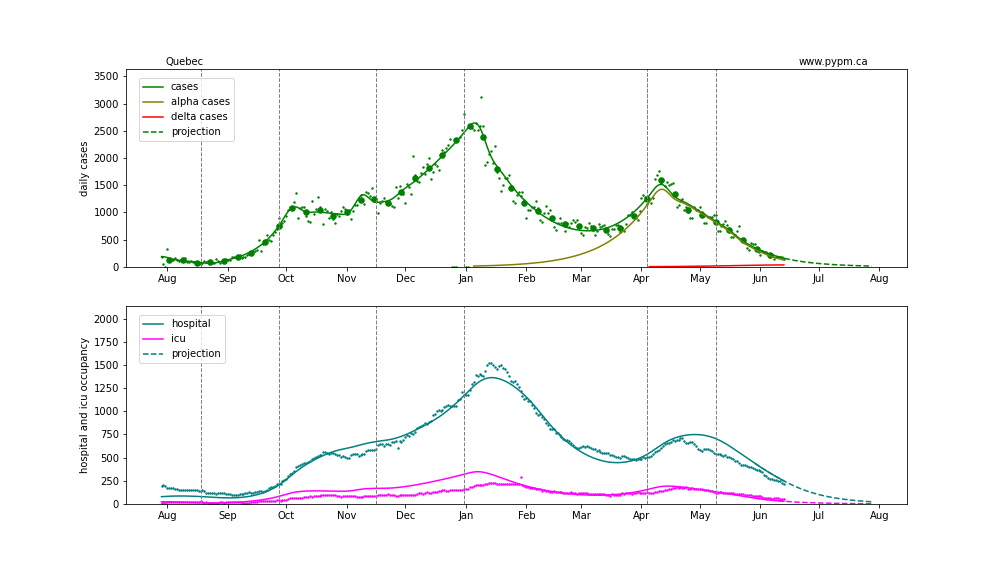 Quebec www.pypm.ca
3500
3000
2500
2000
1500
1000
500
0
daily cases
cases
alpha cases
delta cases
projection
Aug Sep Oct Nov Dec Jan Feb Mar Apr May Jun Jul Aug
2000
1750
1500
1250
1000
750
500
250
0
hospital and icu occupancy
hospital
icu
projection
Aug Sep Oct Nov Dec Jan Feb Mar Apr May Jun Jul Aug